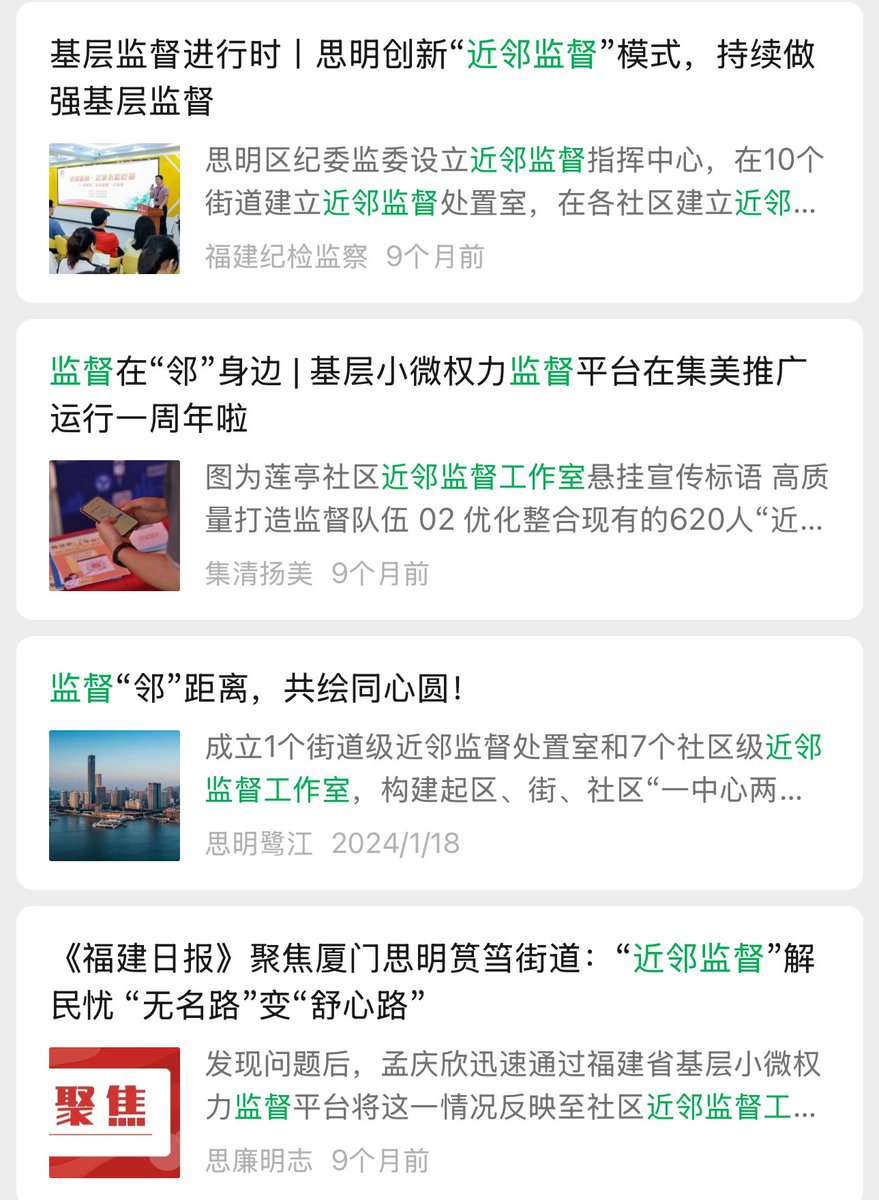 基层监督进行时丨思明创新“近邻监督”模式，持续做
强基层监督
思明区纪委监委设立近邻监督指挥中心，在10个
街道建立近邻监督处置室，在各社区建立近邻...
福建纪检监察 9个月前
监督在“邻”身边 | 基层小微权力监督平台在集美推广
运行一周年啦
图为莲亭社区近邻监督工作室悬挂宣传标语 高质
量打造监督队伍 02 优化整合现有的620人“近...
集清扬美 9个月前
监督“邻”距离，共绘同心圆！
成立1个街道级近邻监督处置室和7个社区级近邻
监督工作室，构建起区、街、社区“一中心两...
思明鹭江 2024/1/18
《福建日报》聚焦厦门思明筼筜街道：“近邻监督”解
民忧 “无名路”变“舒心路”
发现问题后，孟庆欣迅速通过福建省基层小微权
力监督平台将这一情况反映至社区近邻监督工...
聚焦
思廉明志 9个月前